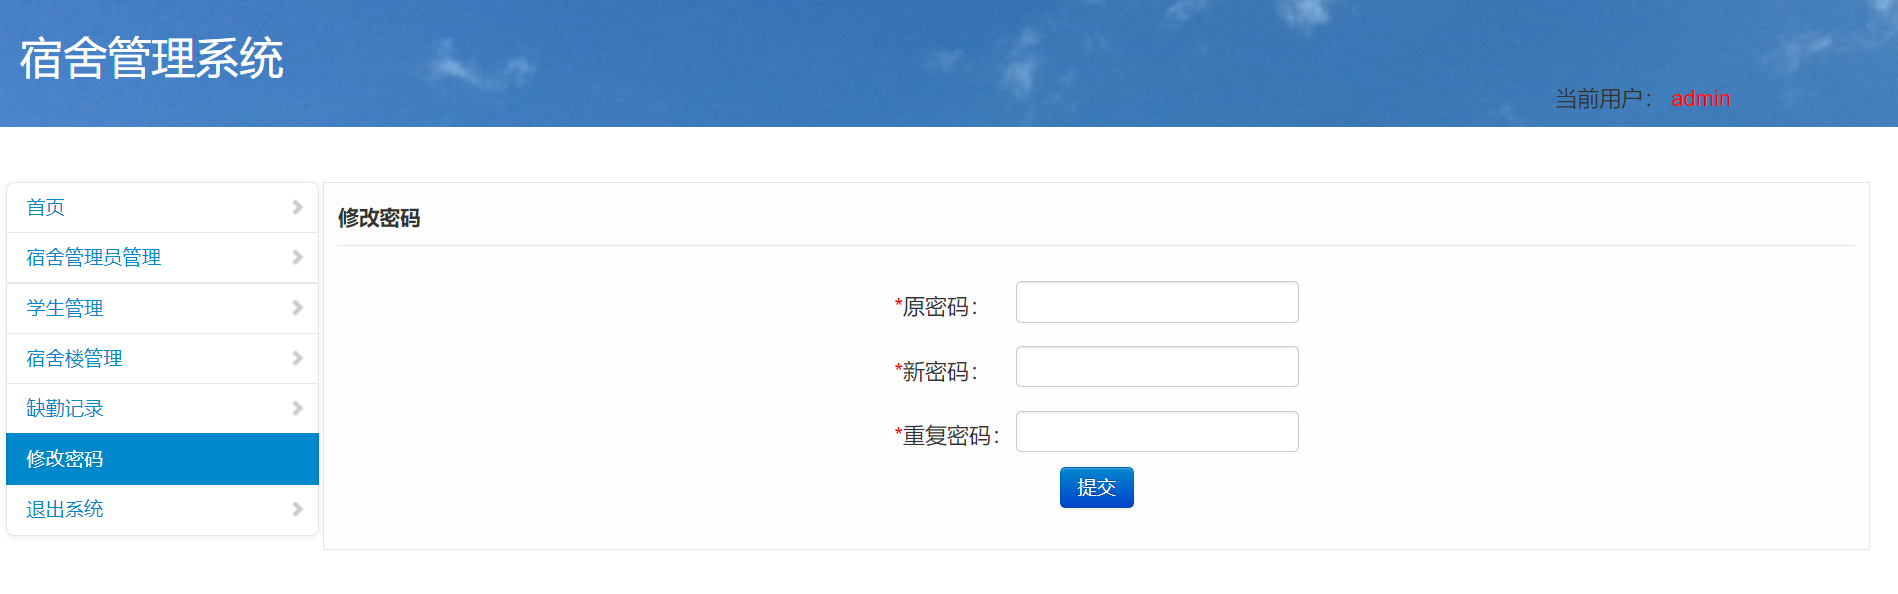 宿舍管理系统
当前用户： admin
首页
宿舍管理员管理
学生管理
宿舍楼管理
缺勤记录
修改密码
退出系统
修改密码
*原密码：
*新密码：
*重复密码：
提交